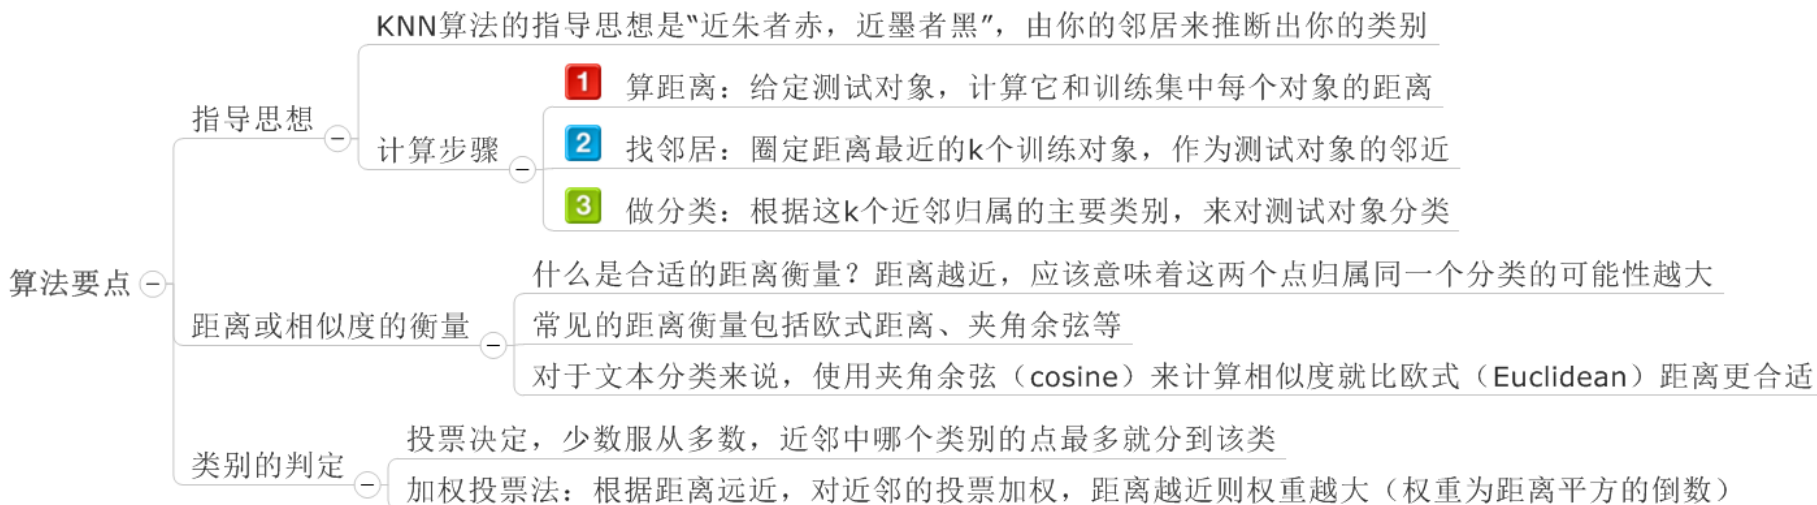 KNN算法的指导思想是“近朱者赤，近墨者黑”，由你的邻居来推断出你的类别
1 算距离：给定测试对象，计算它和训练集中每个对象的距离
指导思想
计算步骤
2 找邻居：圈定距离最近的k个训练对象，作为测试对象的邻近
3 做分类：根据这k个近邻归属的主要类别，来对测试对象分类
算法要点
什么是合适的距离衡量？距离越近，应该意味着这两个点归属同一个分类的可能性越大
距离或相似度的衡量
常见的距离衡量包括欧式距离、夹角余弦等
对于文本分类来说，使用夹角余弦（cosine）来计算相似度就比欧式（Euclidean）距离更合适
投票决定，少数服从多数，近邻中哪个类别的点最多就分到该类
类别的判定
加权投票法：根据距离远近，对近邻的投票加权，距离越近则权重越大（权重为距离平方的倒数）